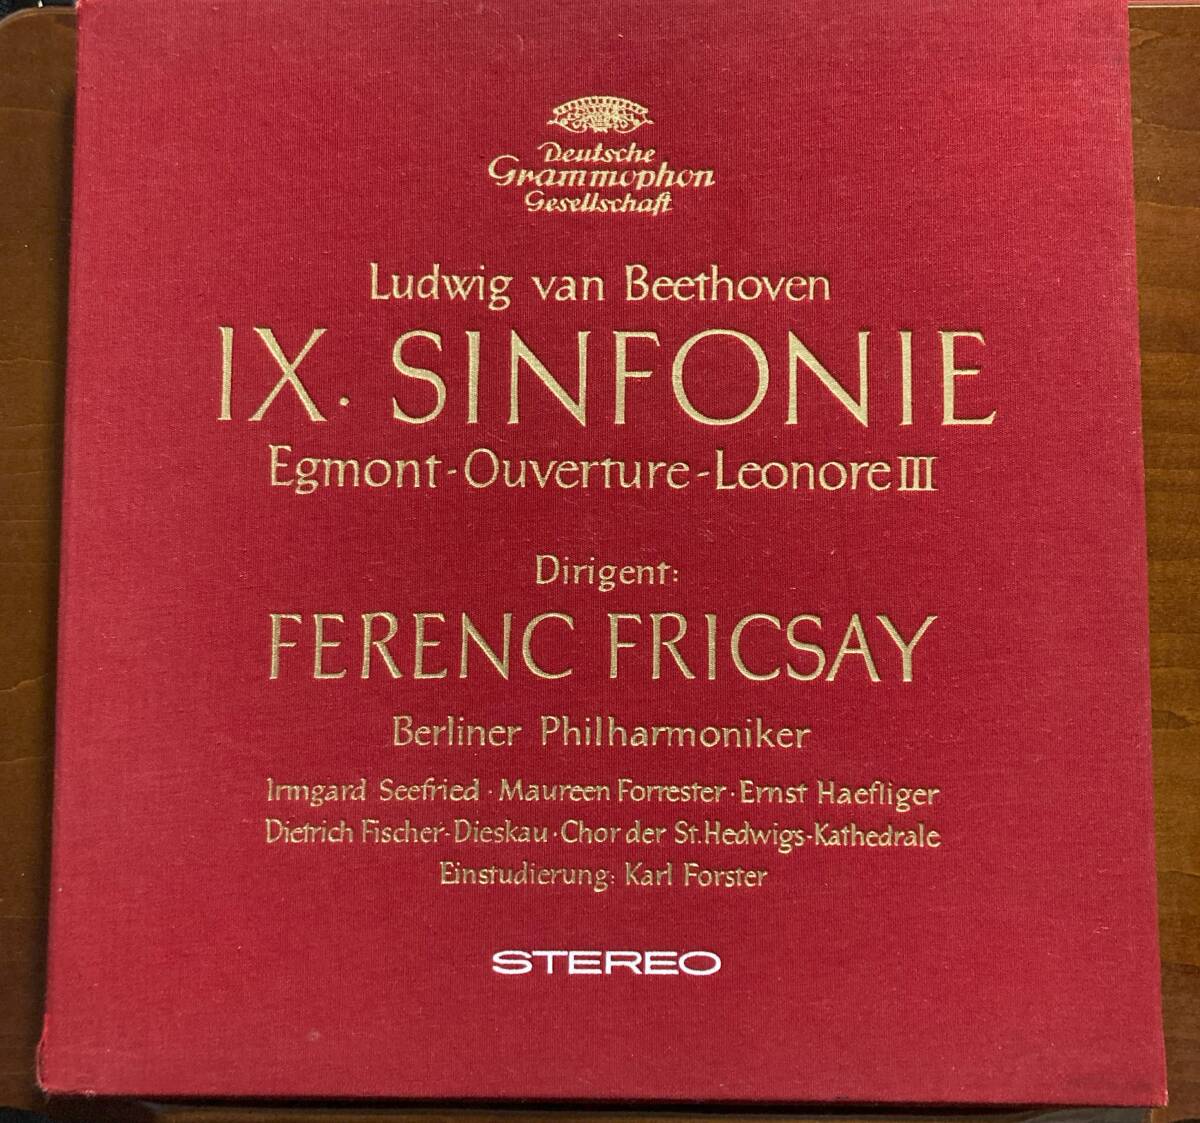 Deutsche
Grammophon
Gesellschaft
Ludwig van Beethoven
IX. SINFONIE
Egmont-Ouverture-Leonore III
Dirigent:
FERENC FRICSAY
Berliner Philharmoniker
Irmgard Seefried · Maureen Forrester · Ernst Haefliger
Dietrich Fischer-Dieskau · Chor der St. Hedwigs-Kathedrale
Einstudierung: Karl Forster
STEREO